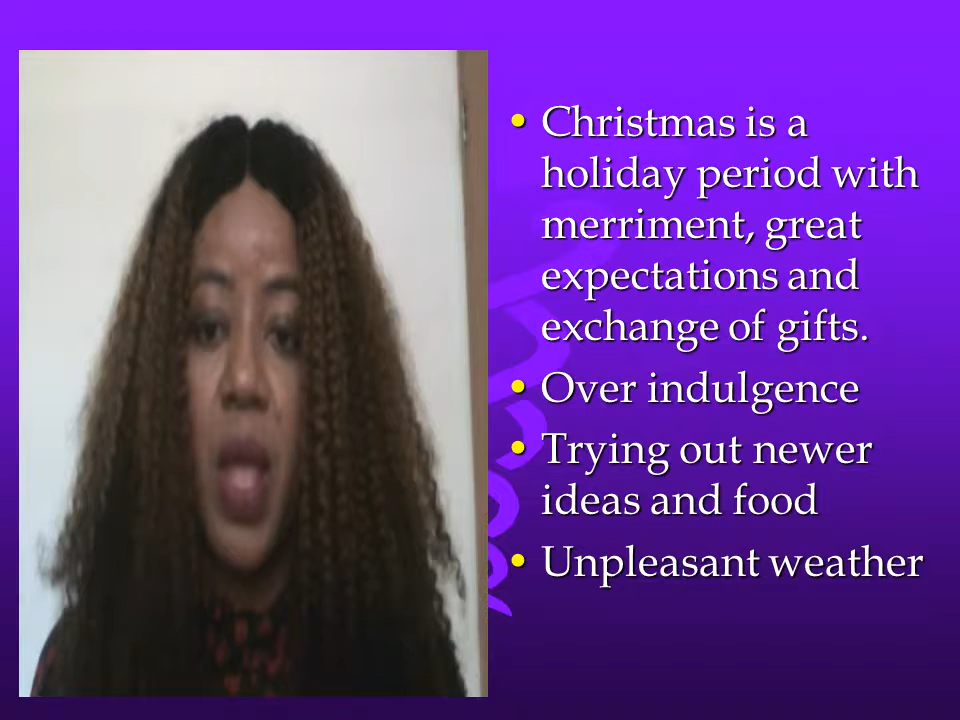 • Christmas is a
holiday period with
merriment, great
expectations and
exchange of gifts.
• Over indulgence
• Trying out newer
ideas and food
• Unpleasant weather